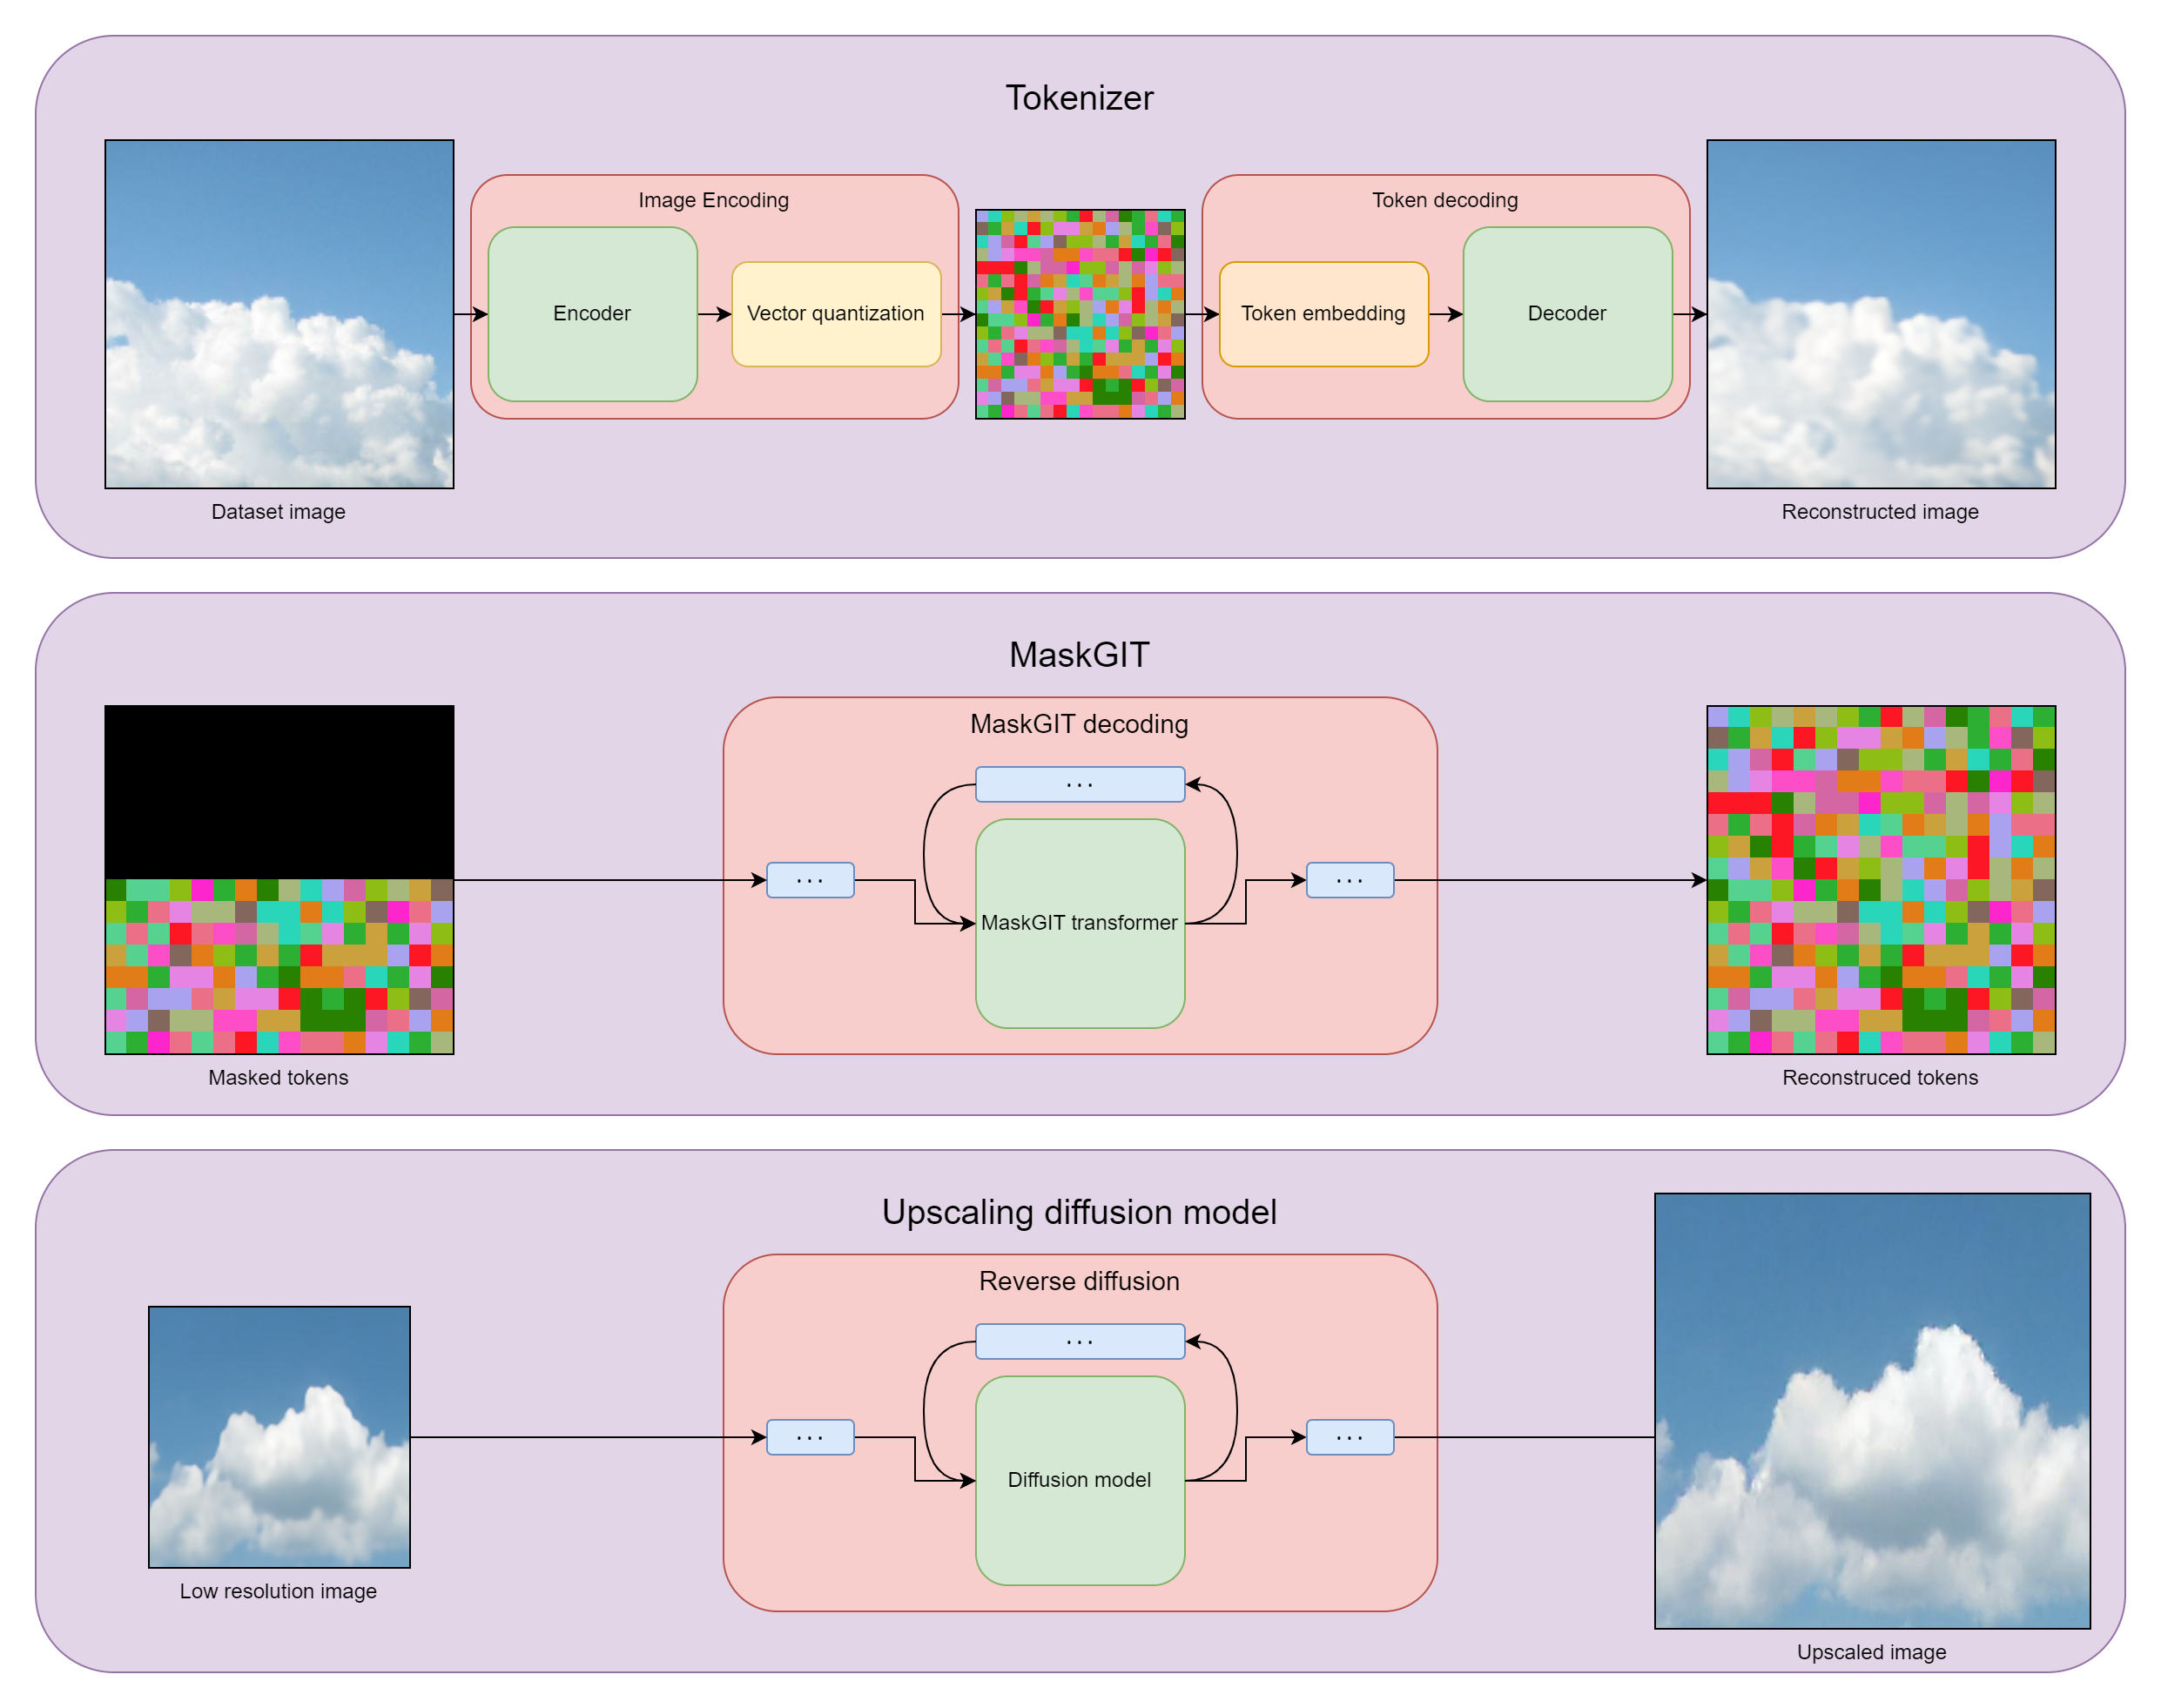 Tokenizer
Image Encoding
Token decoding
Encoder
Vector quantization
Token embedding
Decoder
Dataset image
Reconstructed image
MaskGIT
MaskGIT decoding
...
...
...
MaskGIT transformer
Masked tokens
Reconstruced tokens
Upscaling diffusion model
Reverse diffusion
...
...
...
Diffusion model
Low resolution image
Upscaled image